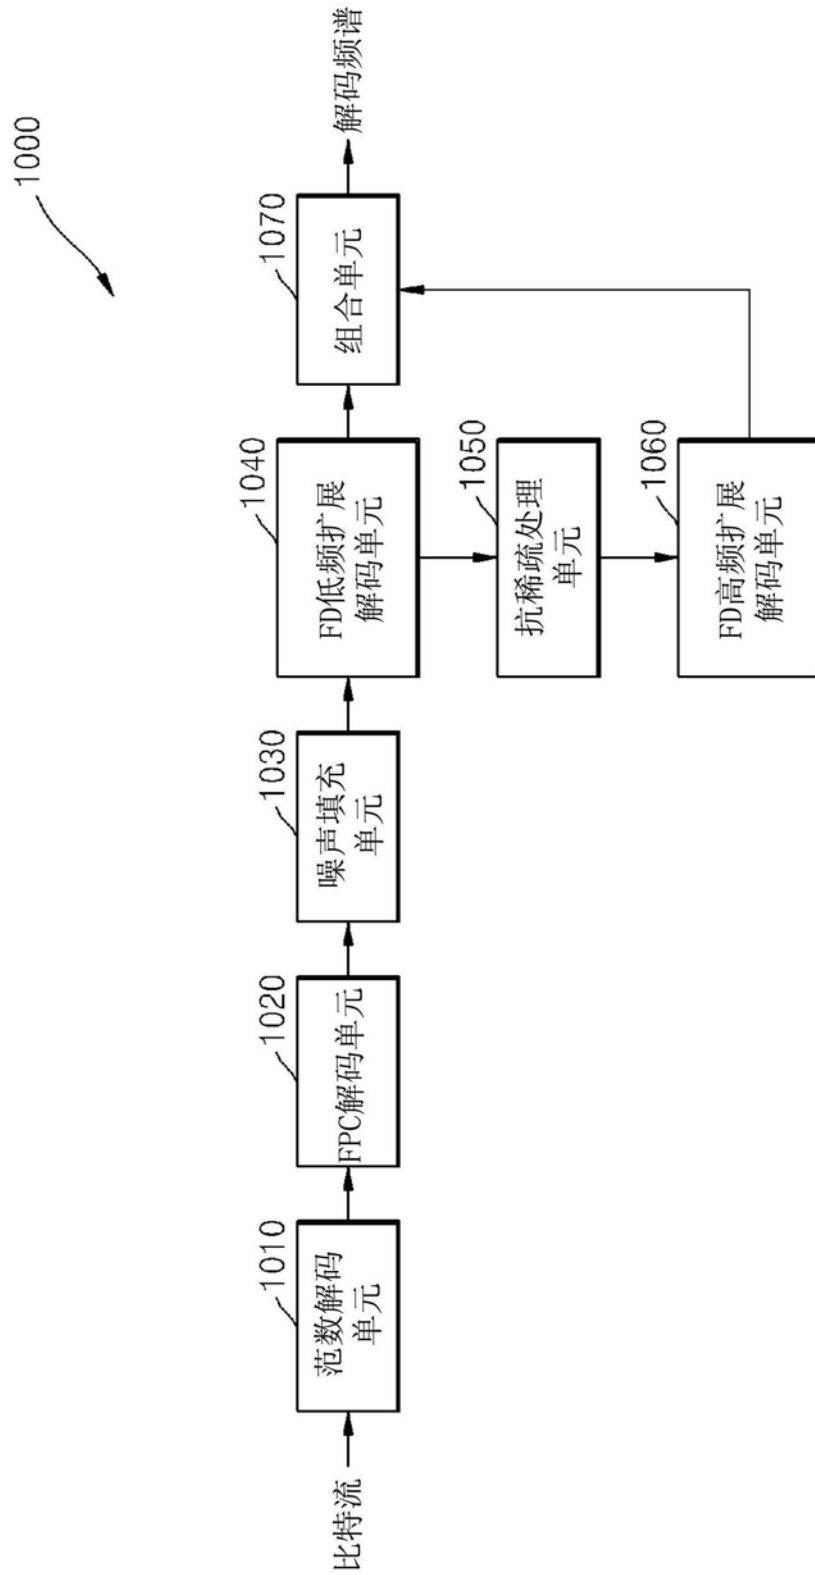 1000
比特流
1010
范数解码
单元
1020
FPC解码单元
1030
噪声填充
单元
1040
FD低频扩展
解码单元
1050
抗稀疏处理
单元
1060
FD高频扩展
解码单元
1070
组合单元
解码频谱